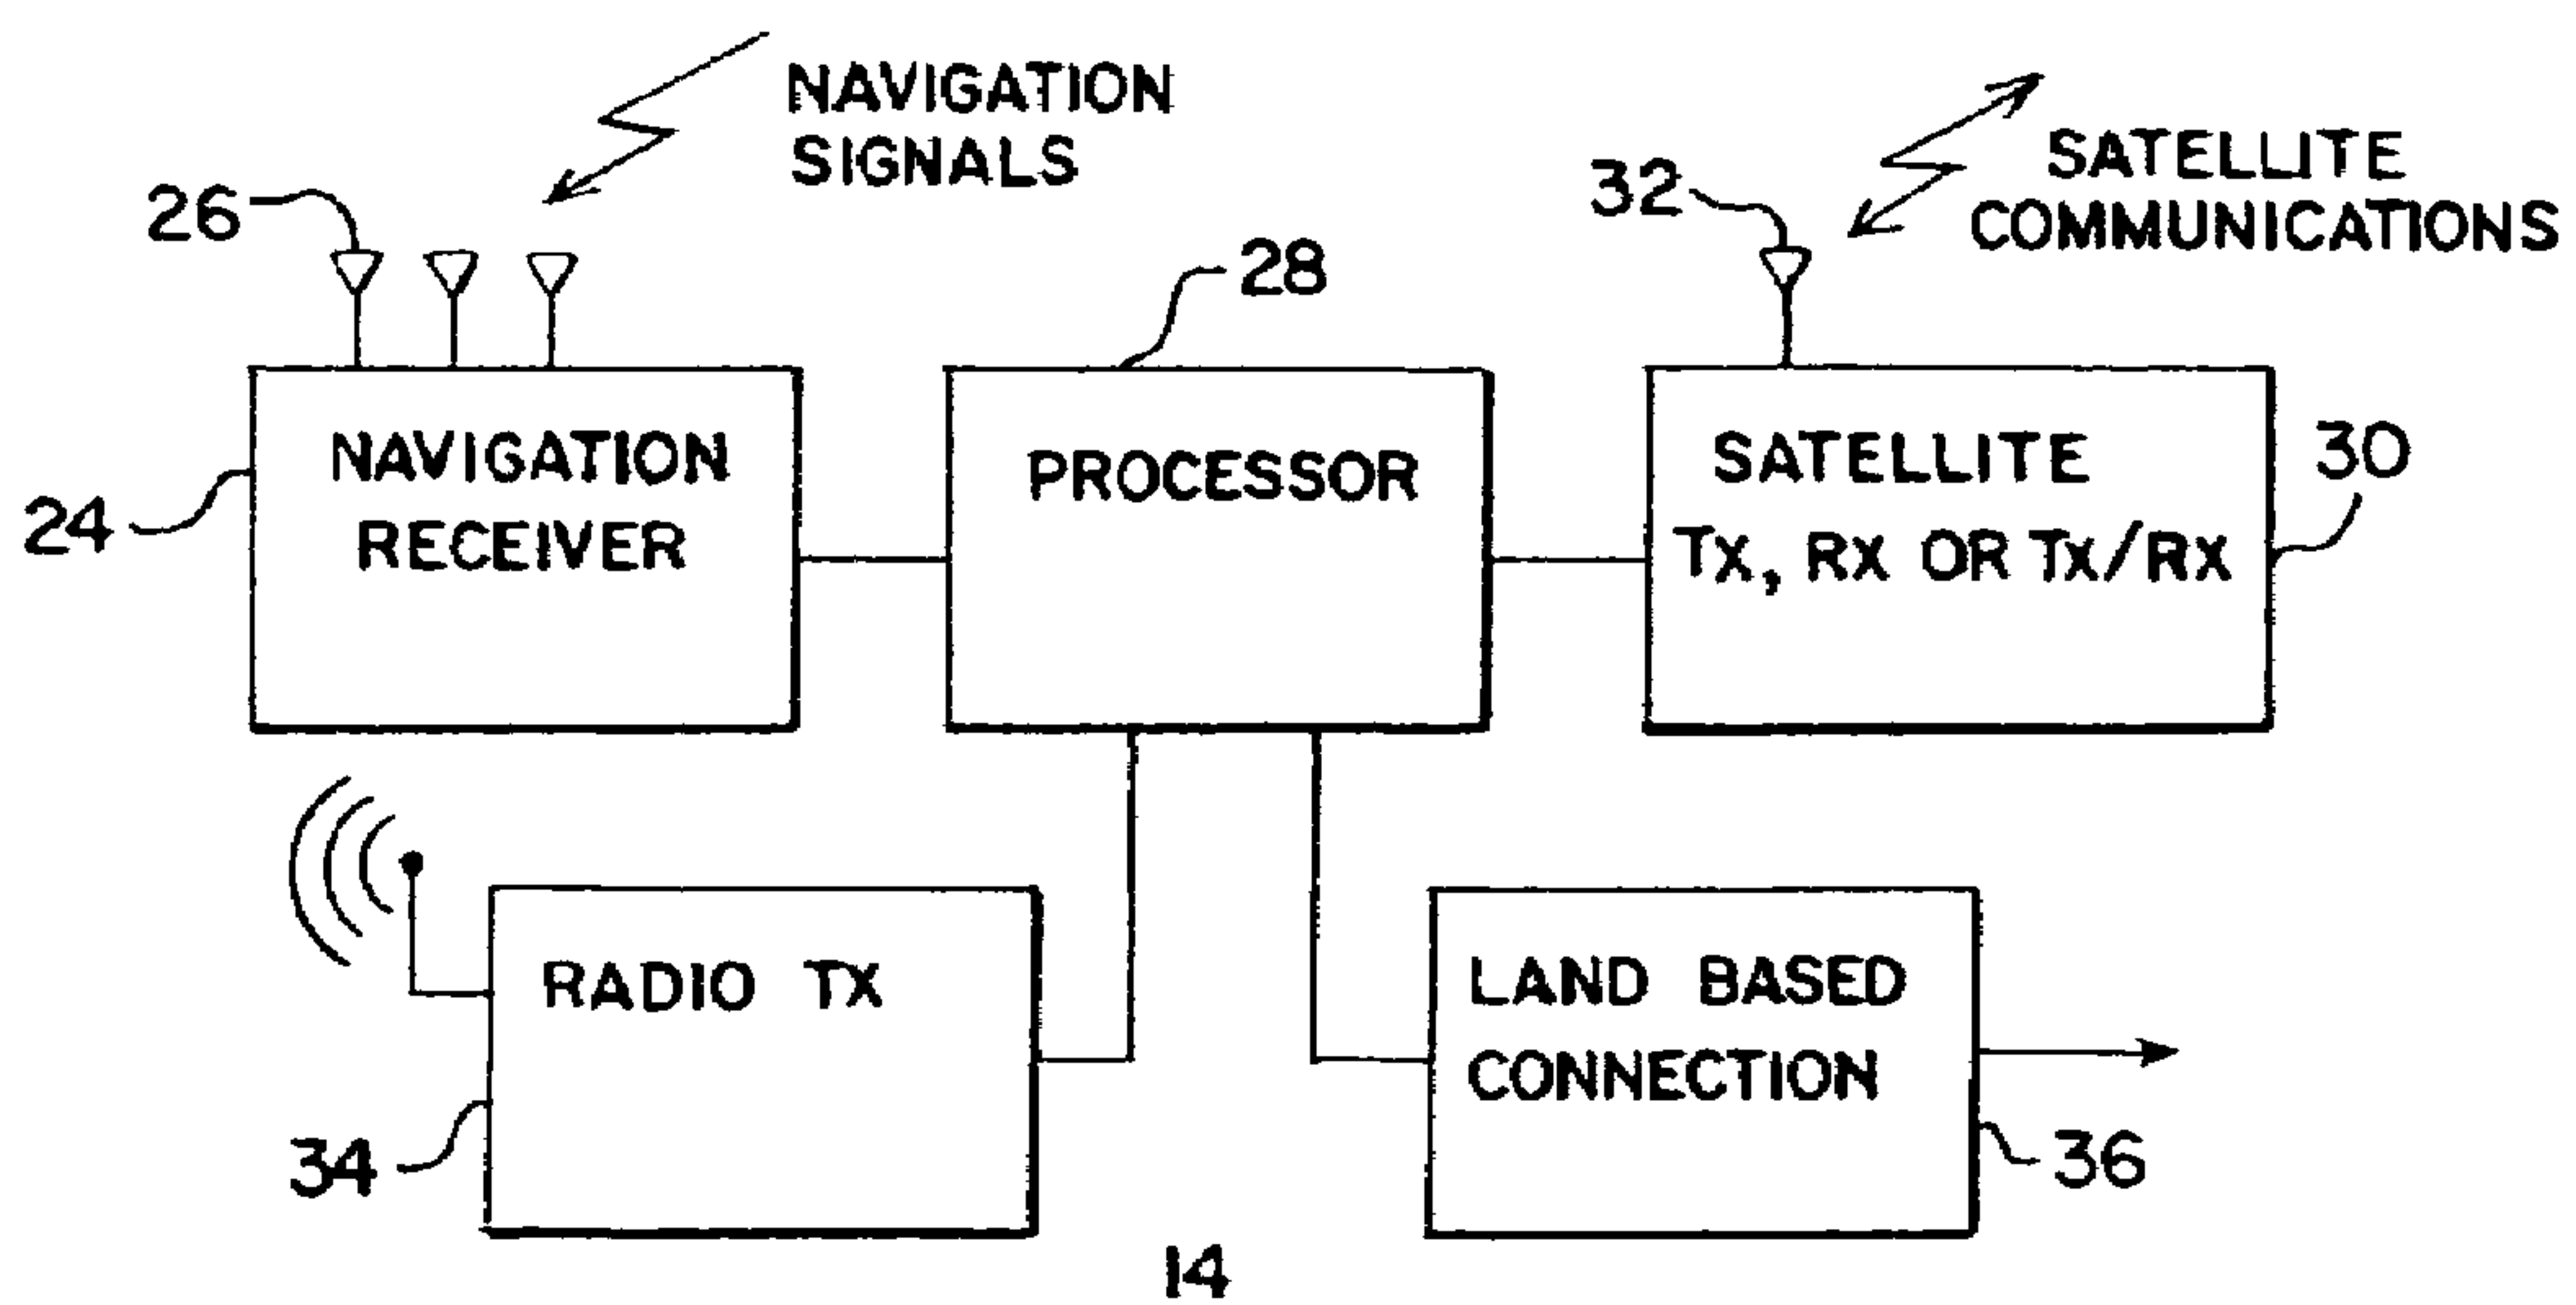 NAVIGATION
SIGNALS
SATELLITE
COMMUNICATIONS
26
32
28
NAVIGATION
RECEIVER
24
PROCESSOR
SATELLITE
TX, RX OR TX/RX
30
RADIO TX
34
LAND BASED
CONNECTION
36
14